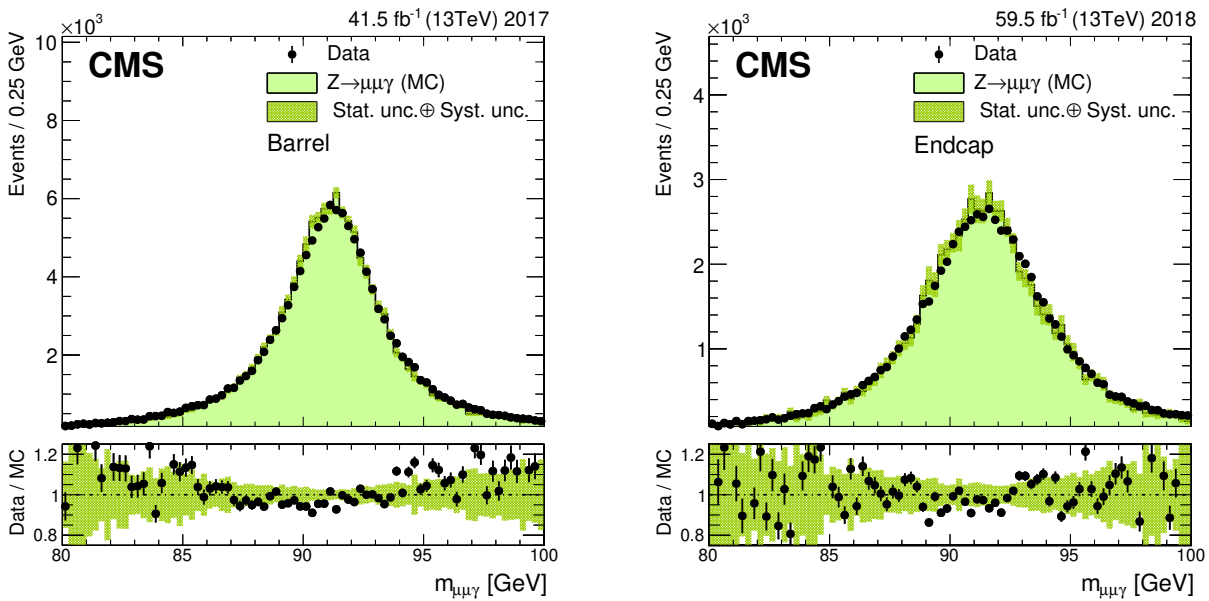 41.5 fb⁻¹ (13TeV) 2017
×10³
CMS
Data
Z→μμγ (MC)
Stat. unc.⊕ Syst. unc.
Barrel
Events / 0.25 GeV
10
8
6
4
2
Data / MC
1.2
1
0.8
80 85 90 95 100
m_μμγ [GeV]
59.5 fb⁻¹ (13TeV) 2018
×10³
CMS
Data
Z→μμγ (MC)
Stat. unc.⊕ Syst. unc.
Endcap
Events / 0.25 GeV
4
3
2
1
Data / MC
1.2
1
0.8
80 85 90 95 100
m_μμγ [GeV]